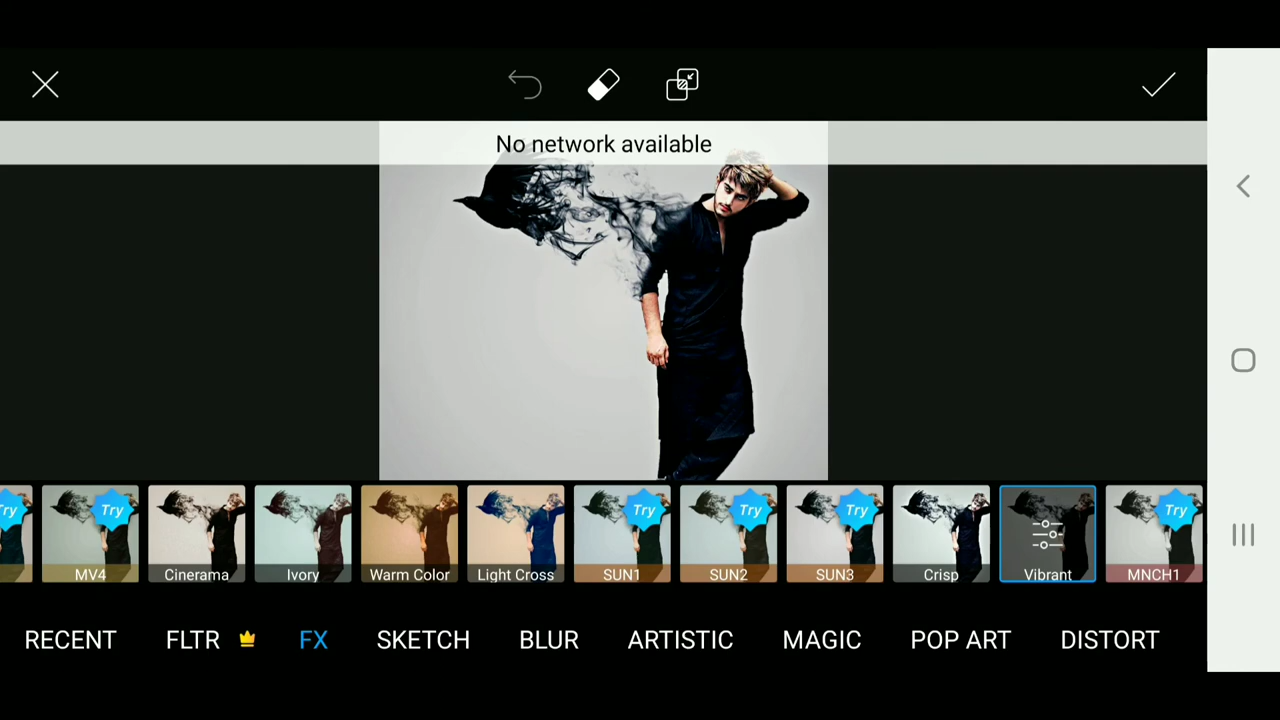 No network available
Try
Try
Try
Try
Try
Try
MV4
Cinerama
Ivory
Warm Color
Light Cross
SUN1
SUN2
SUN3
Crisp
Vibrant
MNCH1
RECENT
FLTR
FX
SKETCH
BLUR
ARTISTIC
MAGIC
POP ART
DISTORT